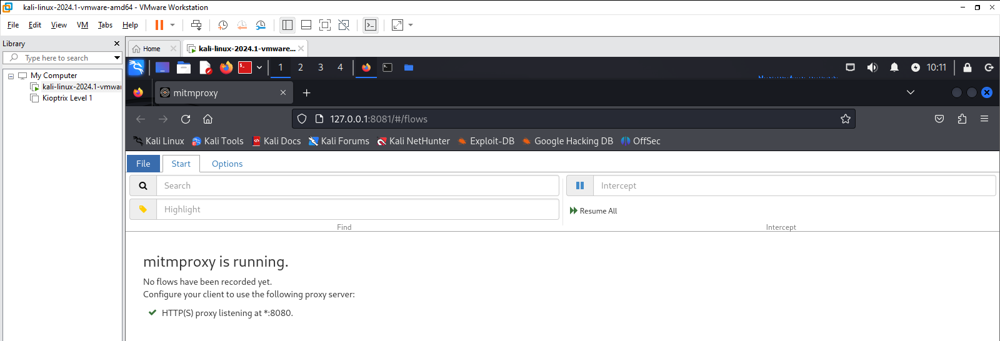 kali-linux-2024.1-vmware-amd64 - VMware Workstation
File Edit View VM Tabs Help
Library
Type here to search
My Computer
kali-linux-2024.1-vmwar
Kioptrix Level 1
Home kali-linux-2024.1-vmware...
1 2 3 4 10:11
mitmproxy
127.0.0.1:8081/#/flows
Kali Linux Kali Tools Kali Docs Kali Forums Kali NetHunter Exploit-DB Google Hacking DB OffSec
File Start Options
Search Intercept
Highlight Resume All
Find Intercept
mitmproxy is running.
No flows have been recorded yet.
Configure your client to use the following proxy server:
HTTP(S) proxy listening at *:8080.